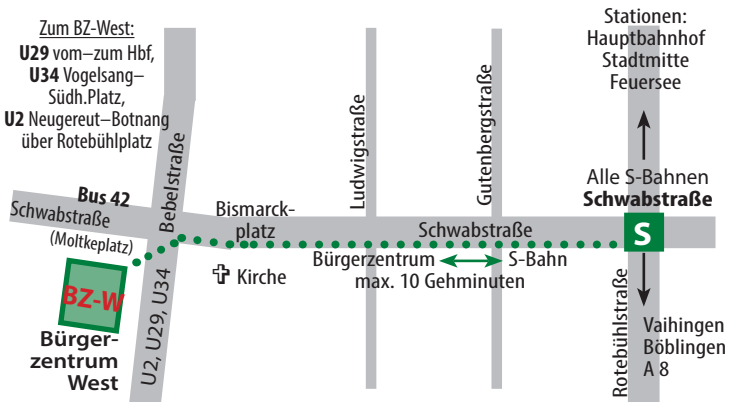 Zum BZ-West:
U29 vom–zum Hbf,
U34 Vogelsang–
Südh.Platz,
U2 Neugereut–Botnang
über Rotebühlplatz
Stationen:
Hauptbahnhof
Stadtmitte
Feuersee
Bebelstraße
Ludwigstraße
Gutenbergstraße
Alle S-Bahnen
Schwabstraße
Bus 42
Schwabstraße
(Moltkeplatz)
Bismarck-
platz
Schwabstraße
S
Kirche
Bürgerzentrum
S-Bahn
max. 10 Gehminuten
BZ-W
Bürger-
zentrum
West
U2, U29, U34
Rotebühlstraße
Vaihingen
Böblingen
A 8